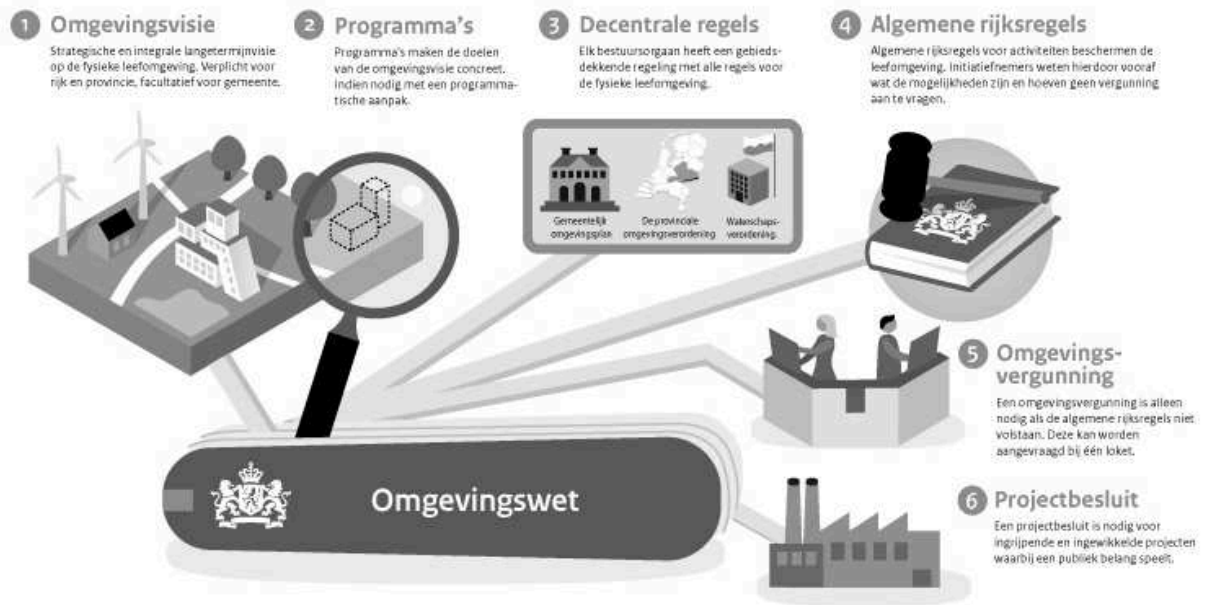 1 Omgevingsvisie
Strategische en integrale langetermijnvisie
op de fysieke leefomgeving. Verplicht voor
rijk en provincie, facultatief voor gemeente.
2 Programma's
Programma's maken de doelen
van de omgevingsvisie concreet.
Indien nodig met een programma-
tische aanpak.
3 Decentrale regels
Elk bestuursorgaan heeft een gebieds-
dekkende regeling met alle regels voor
de fysieke leefomgeving.
Gemeentelijk
omgevingsplan
De provinciale
omgevingsverordening
Waterschaps-
verordening
4 Algemene rijksregels
Algemene rijksregels voor activiteiten beschermen de
leefomgeving. Initiatiefnemers weten hierdoor vooraf
wat de mogelijkheden zijn en hoeven geen vergunning
aan te vragen.
5 Omgevings-
vergunning
Een omgevingsvergunning is alleen
nodig als de algemene rijksregels niet
volstaan. Deze kan worden
aangevraagd bij één loket.
6 Projectbesluit
Een projectbesluit is nodig voor
ingrijpende en ingewikkelde projecten
waarbij een publiek belang speelt.
Omgevingswet